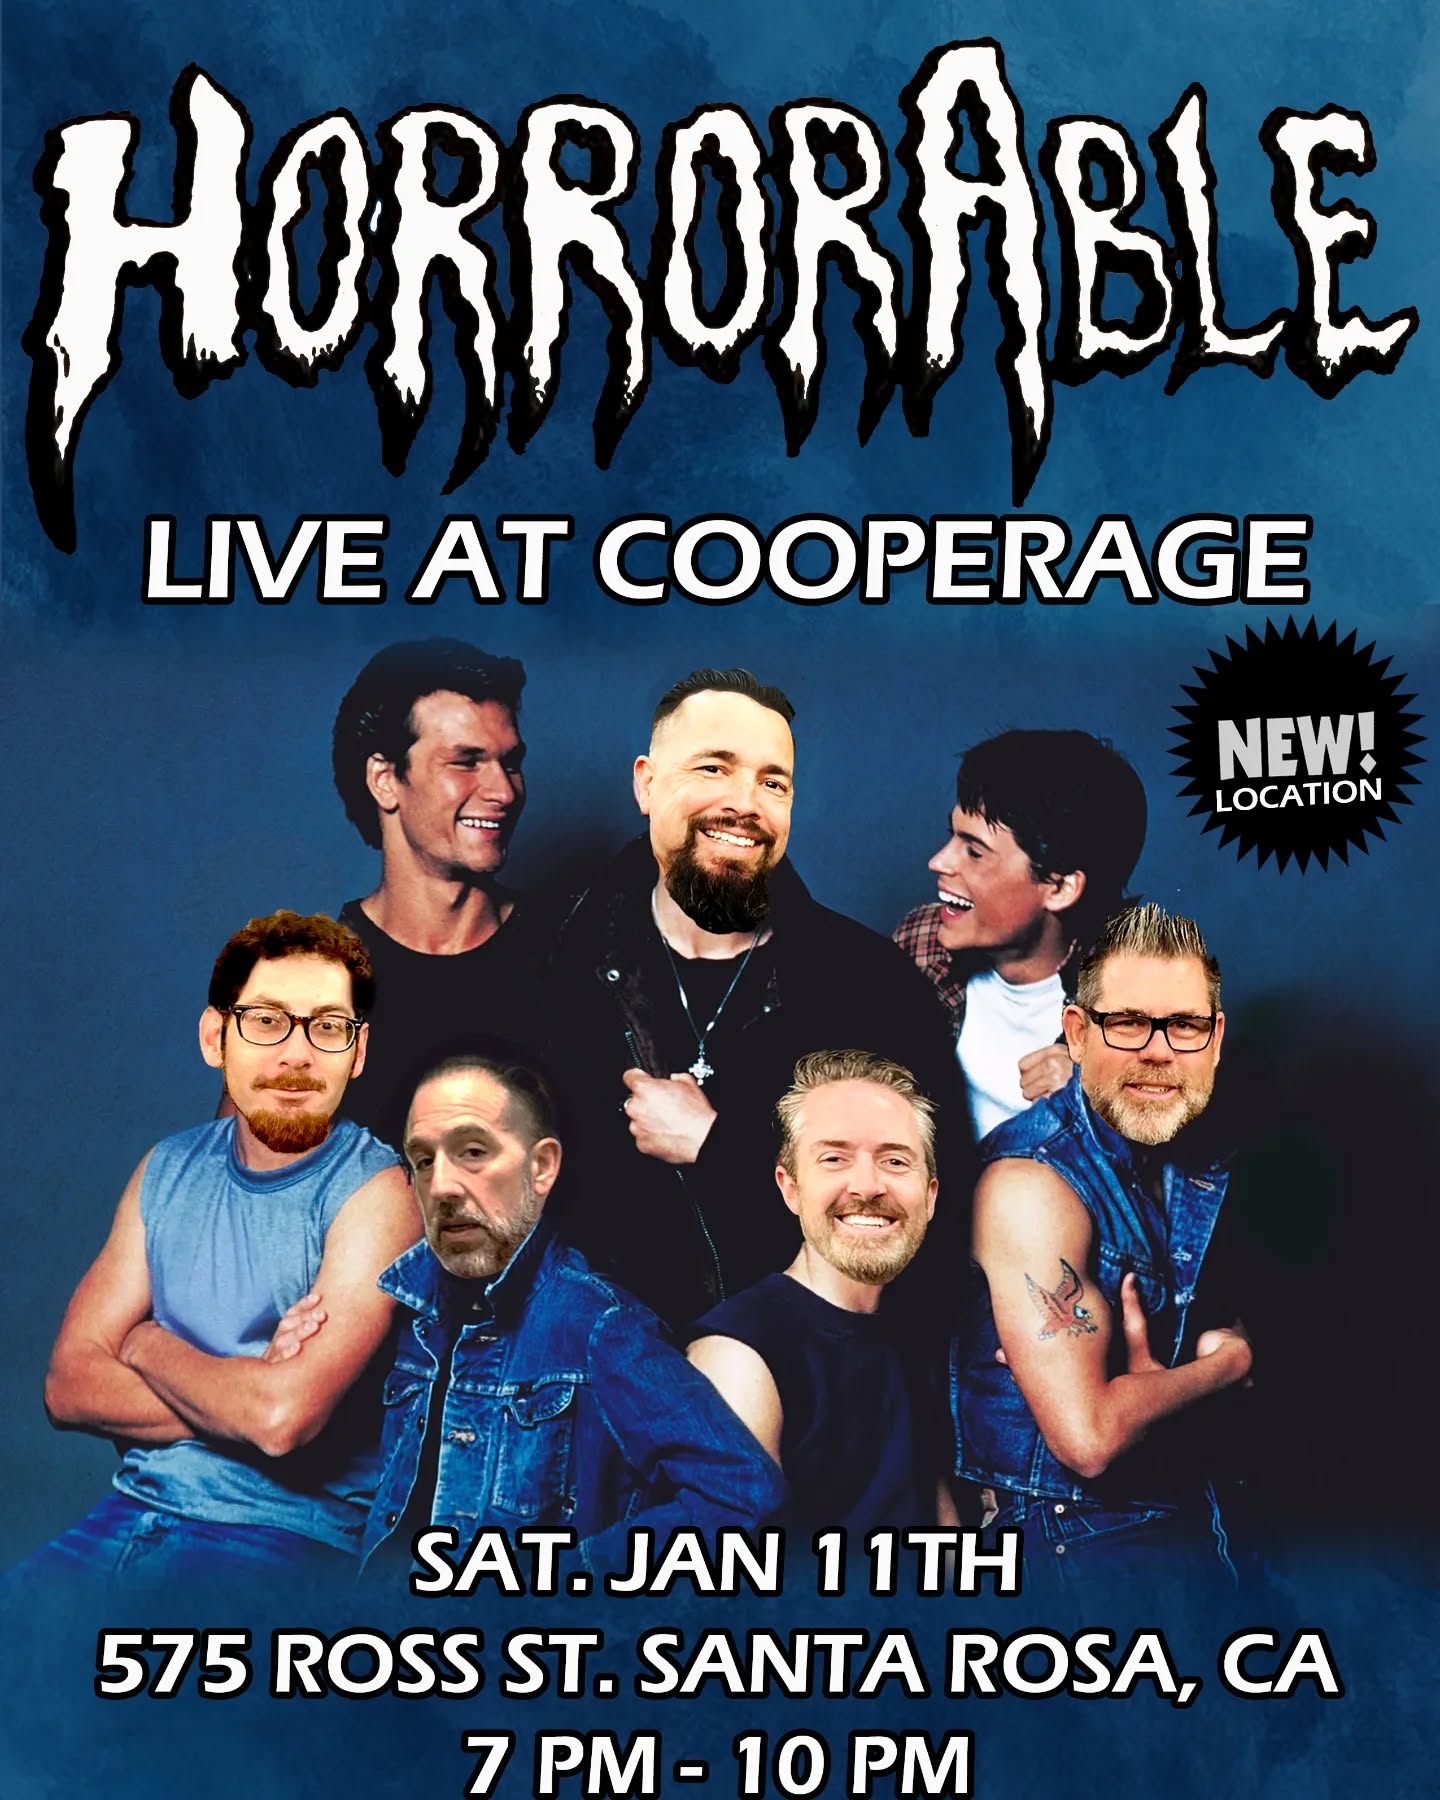 HORRORABLE
LIVE AT COOPERAGE
NEW!
LOCATION
SAT. JAN 11TH
575 ROSS ST. SANTA ROSA, CA
7 PM - 10 PM